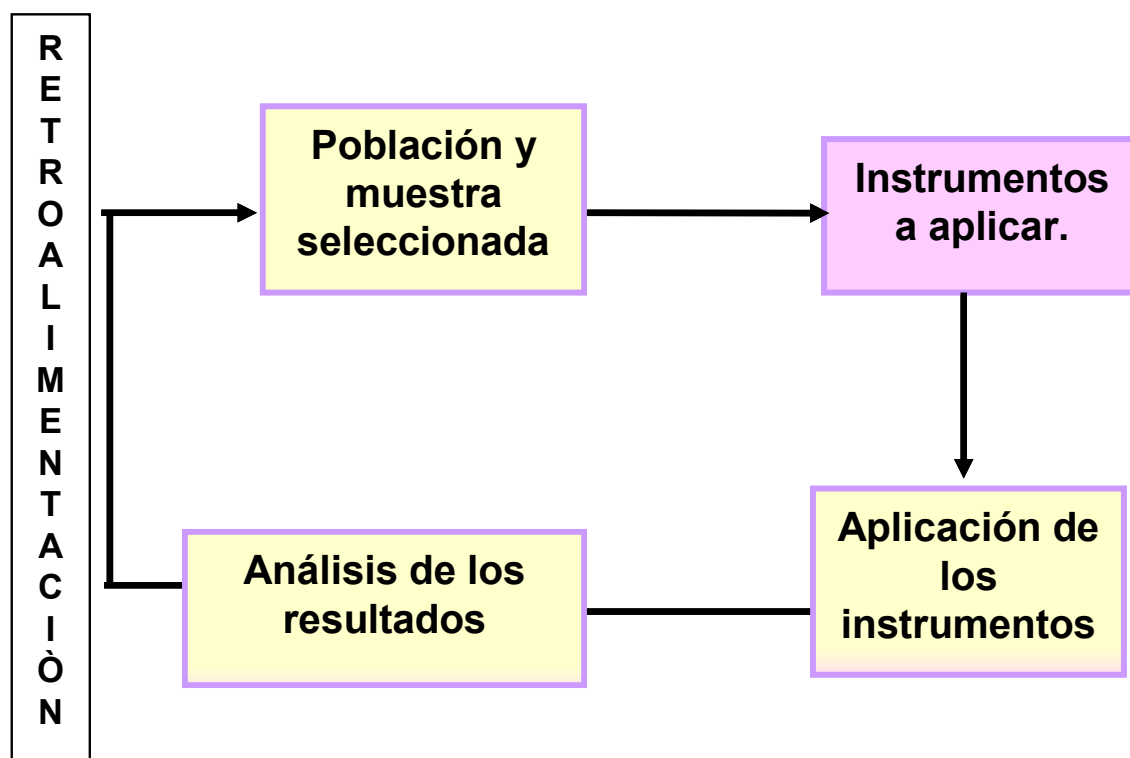 R
E
T
R
O
A
L
I
M
E
N
T
A
C
I
Ò
N
Población y
muestra
seleccionada
Instrumentos
a aplicar.
Análisis de los
resultados
Aplicación de
los
instrumentos